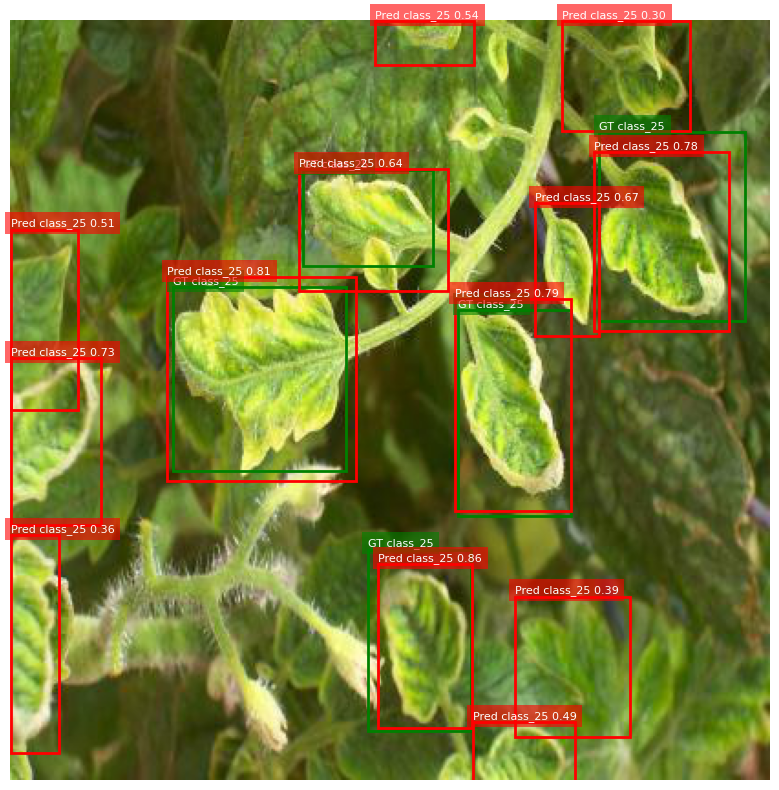 Pred class_25 0.54
Pred class_25 0.30
GT class_25
Pred class_25 0.78
Pred class_25 0.64
Pred class_25 0.67
Pred class_25 0.51
Pred class_25 0.81
GT class_25
Pred class_25 0.79
GT class_25
Pred class_25 0.73
Pred class_25 0.36
GT class_25
Pred class_25 0.86
Pred class_25 0.39
Pred class_25 0.49